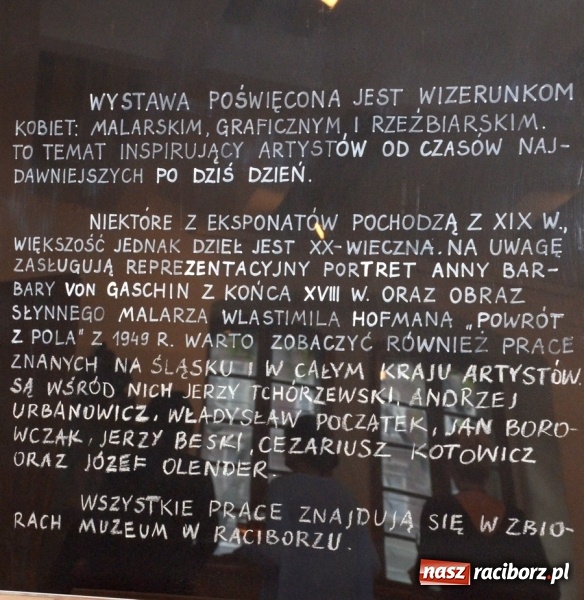 WYSTAWA POŚWIĘCONA JEST WIZERUNKOM
KOBIET: MALARSKIM, GRAFICZNYM, I RZEŹBIARSKIM.
TO TEMAT INSPIRUJĄCY ARTYSTÓW OD CZASÓW NAJ-
DAWNIEJSZYCH PO DZIŚ DZIEŃ.
NIEKTÓRE Z EKSPONATÓW POCHODZĄ Z XIX W.,
WIĘKSZOŚĆ JEDNAK DZIEŁ JEST XX-WIECZNA. NA UWAGĘ
ZASŁUGUJĄ REPREZENTACYJNY PORTRET ANNY BAR-
BARY VON GASCHIN Z KOŃCA XVIII W. ORAZ OBRAZ
SŁYNNEGO MALARZA WLASTIMILA HOFMANA „POWRÓT
Z POLA" Z 1949 R. WARTO ZOBACZYĆ RÓWNIEŻ PRACE
ZNANYCH NA ŚLĄSKU I W CAŁYM KRAJU ARTYSTÓW.
SĄ WŚRÓD NICH JERZY TCHÓRZEWSKI, ANDRZEJ
URBANOWICZ, WŁADYSŁAW POCZĄTEK, JAN BORO-
WCZAK, JERZY BESKI, CEZARIUSZ KOTOWICZ
ORAZ JÓZEF OLENDER.
WSZYSTKIE PRACE ZNAJDUJĄ SIĘ W ZBIO-
RACH MUZEUM W RACIBORZU.
nasz raciborz.pl